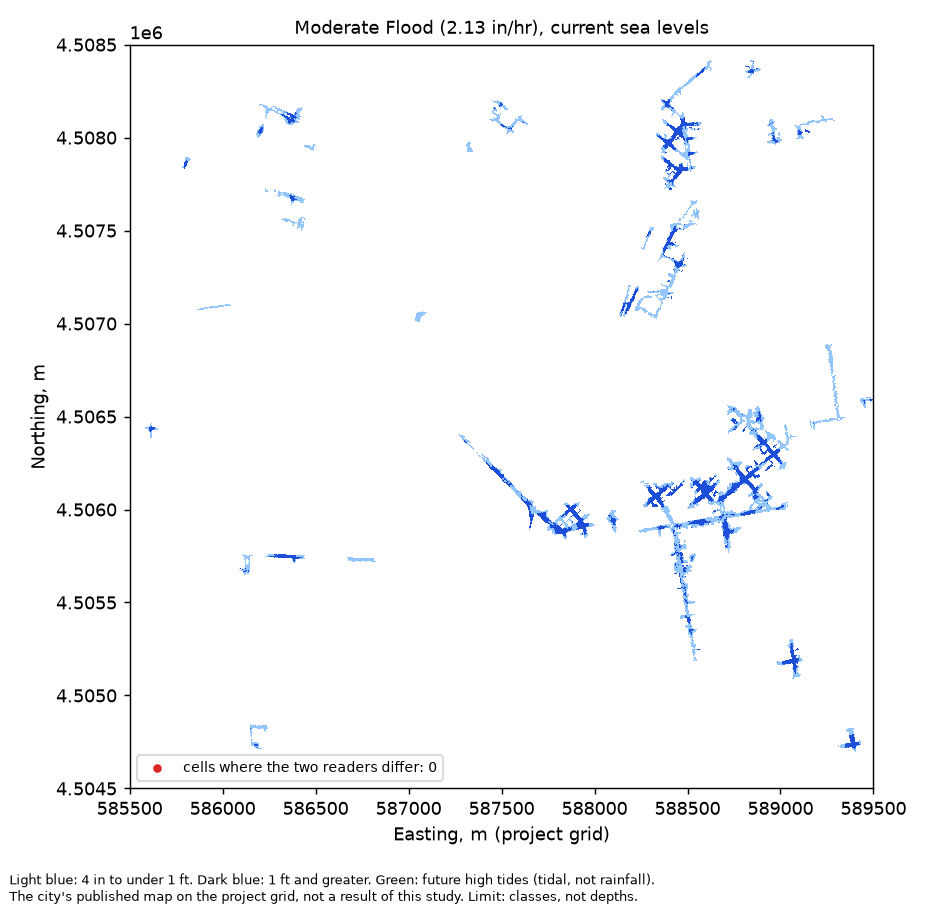 Moderate Flood (2.13 in/hr), current sea levels
1e6
4.5085
4.5080
4.5075
4.5070
4.5065
4.5060
4.5055
4.5050
4.5045
Northing, m
cells where the two readers differ: 0
585500 586000 586500 587000 587500 588000 588500 589000 589500
Easting, m (project grid)
Light blue: 4 in to under 1 ft. Dark blue: 1 ft and greater. Green: future high tides (tidal, not rainfall).
The city's published map on the project grid, not a result of this study. Limit: classes, not depths.